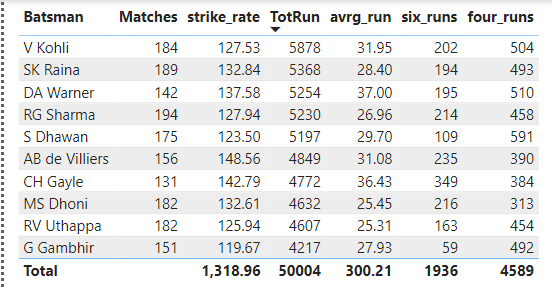 Batsman Matches strike_rate TotRun avrg_run six_runs four_runs
V Kohli 184 127.53 5878 31.95 202 504
SK Raina 189 132.84 5368 28.40 194 493
DA Warner 142 137.58 5254 37.00 195 510
RG Sharma 194 127.94 5230 26.96 214 458
S Dhawan 175 123.50 5197 29.70 109 591
AB de Villiers 156 148.56 4849 31.08 235 390
CH Gayle 131 142.79 4772 36.43 349 384
MS Dhoni 182 132.61 4632 25.45 216 313
RV Uthappa 182 125.94 4607 25.31 163 454
G Gambhir 151 119.67 4217 27.93 59 492
Total 1,318.96 50004 300.21 1936 4589